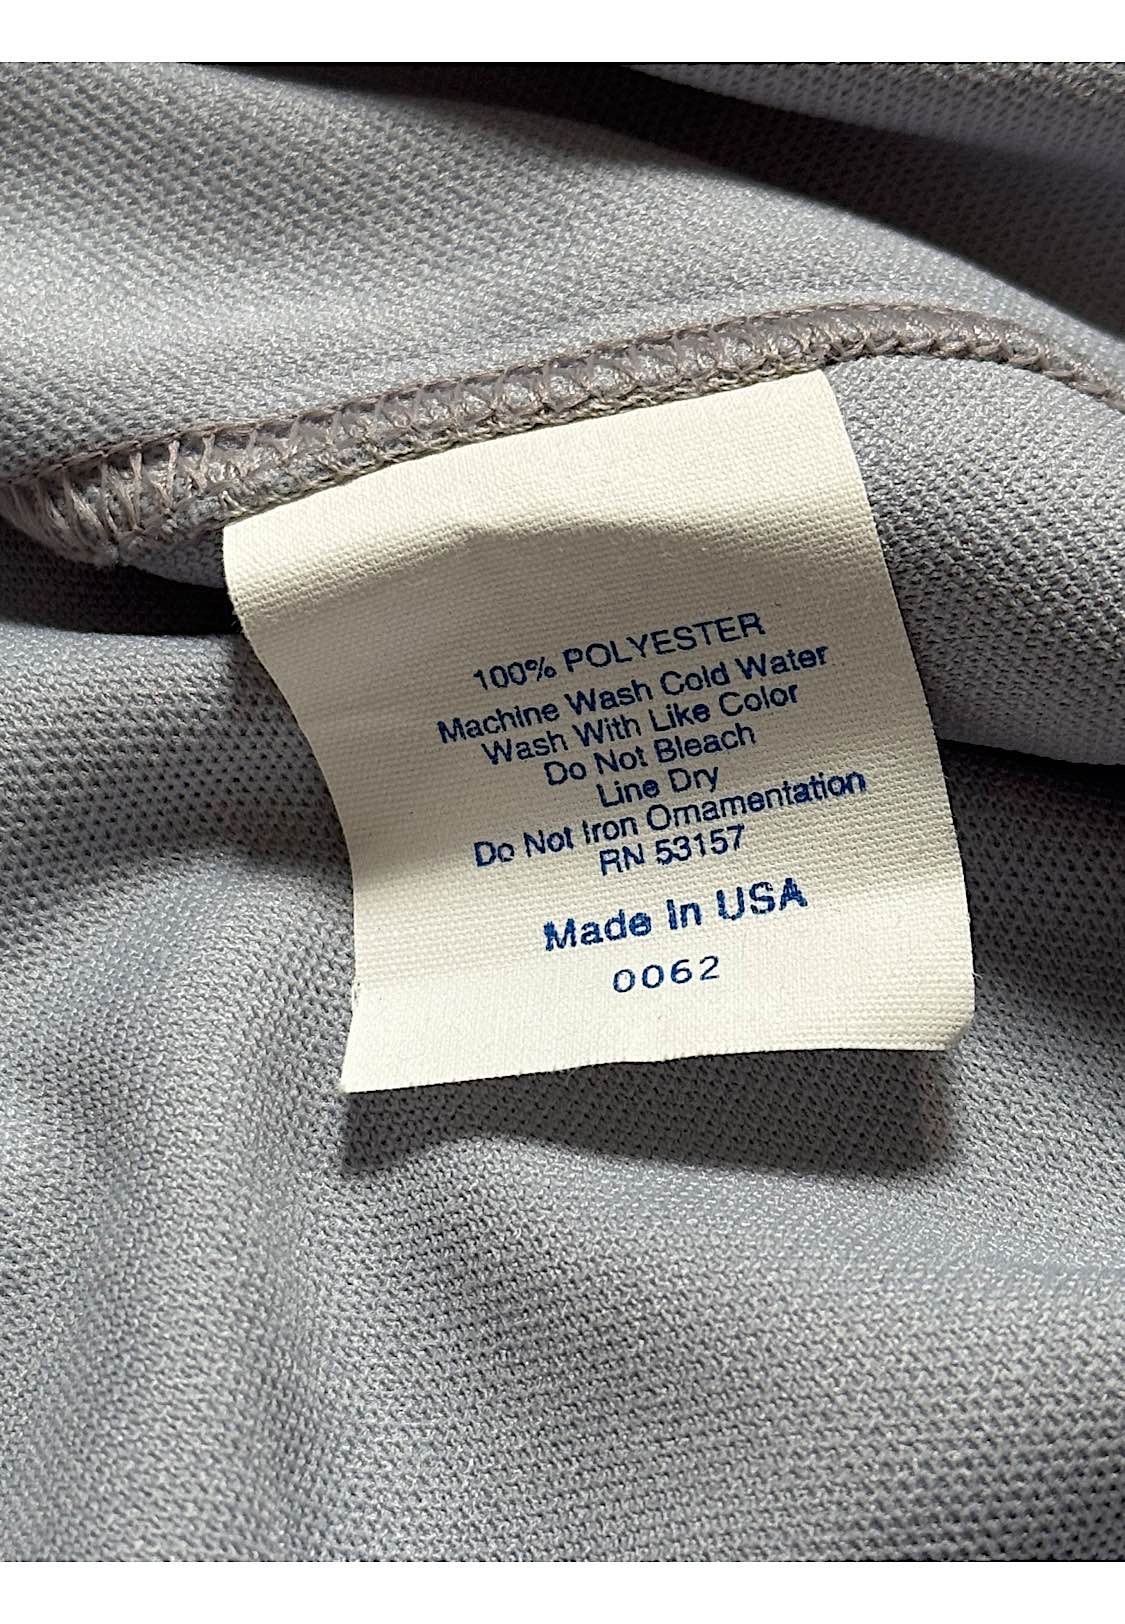 100% POLYESTER
Machine Wash Cold Water
Wash With Like Color
Do Not Bleach
Line Dry
Do Not Iron Ornamentation
RN 53157
Made In USA
0062